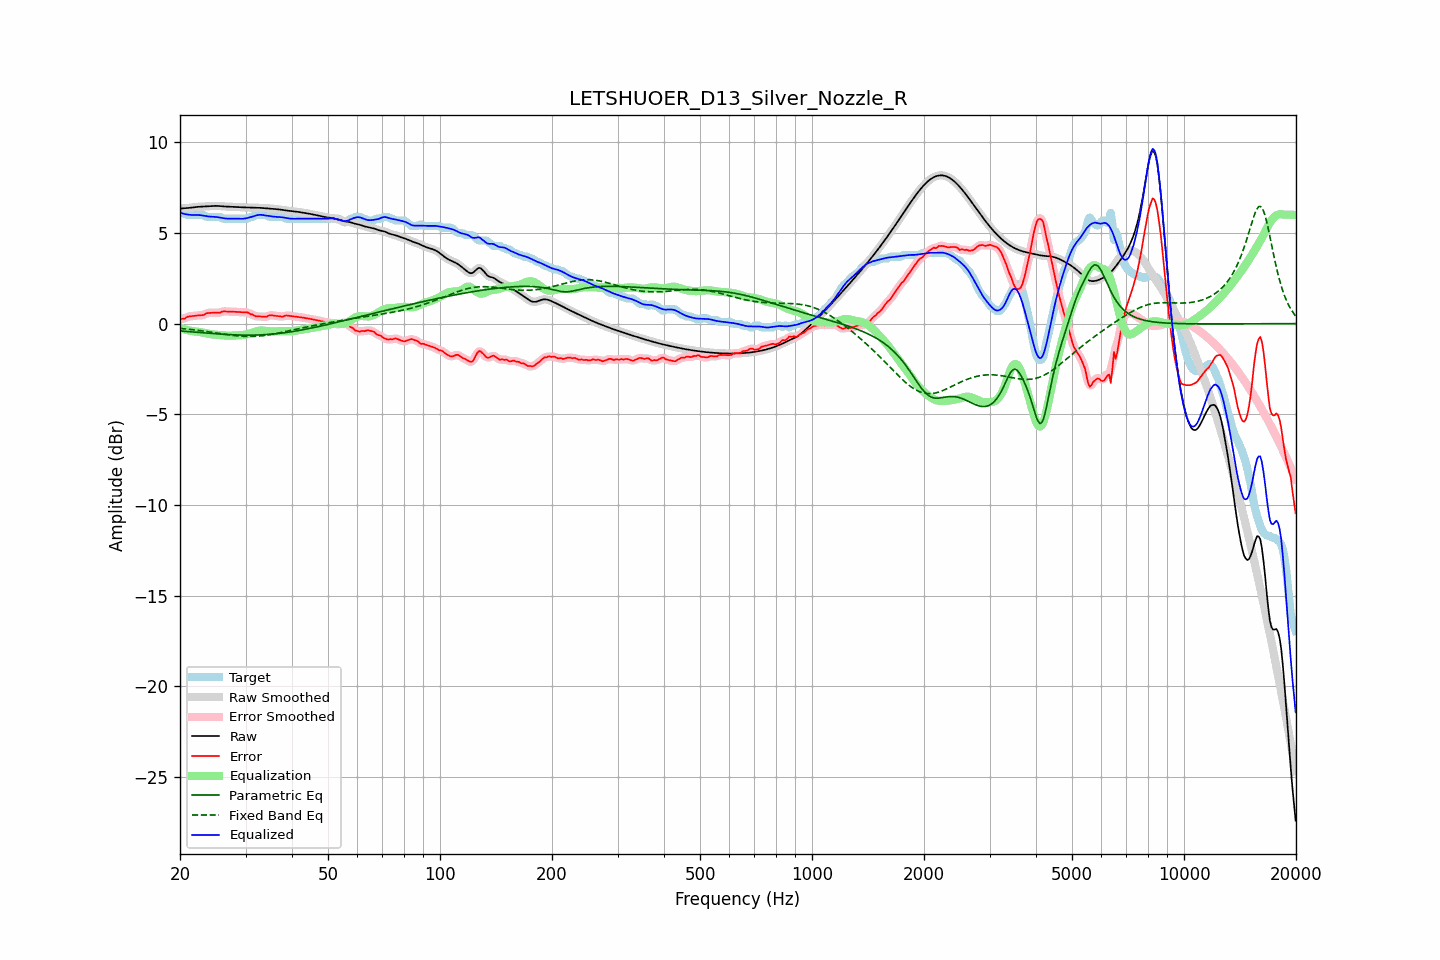 LETSHUOER_D13_Silver_Nozzle_R
Amplitude (dBr)
10
5
0
−5
−10
−15
−20
−25
Target
Raw Smoothed
Error Smoothed
Raw
Error
Equalization
Parametric Eq
Fixed Band Eq
Equalized
20 50 100 200 500 1000 2000 5000 10000 20000
Frequency (Hz)